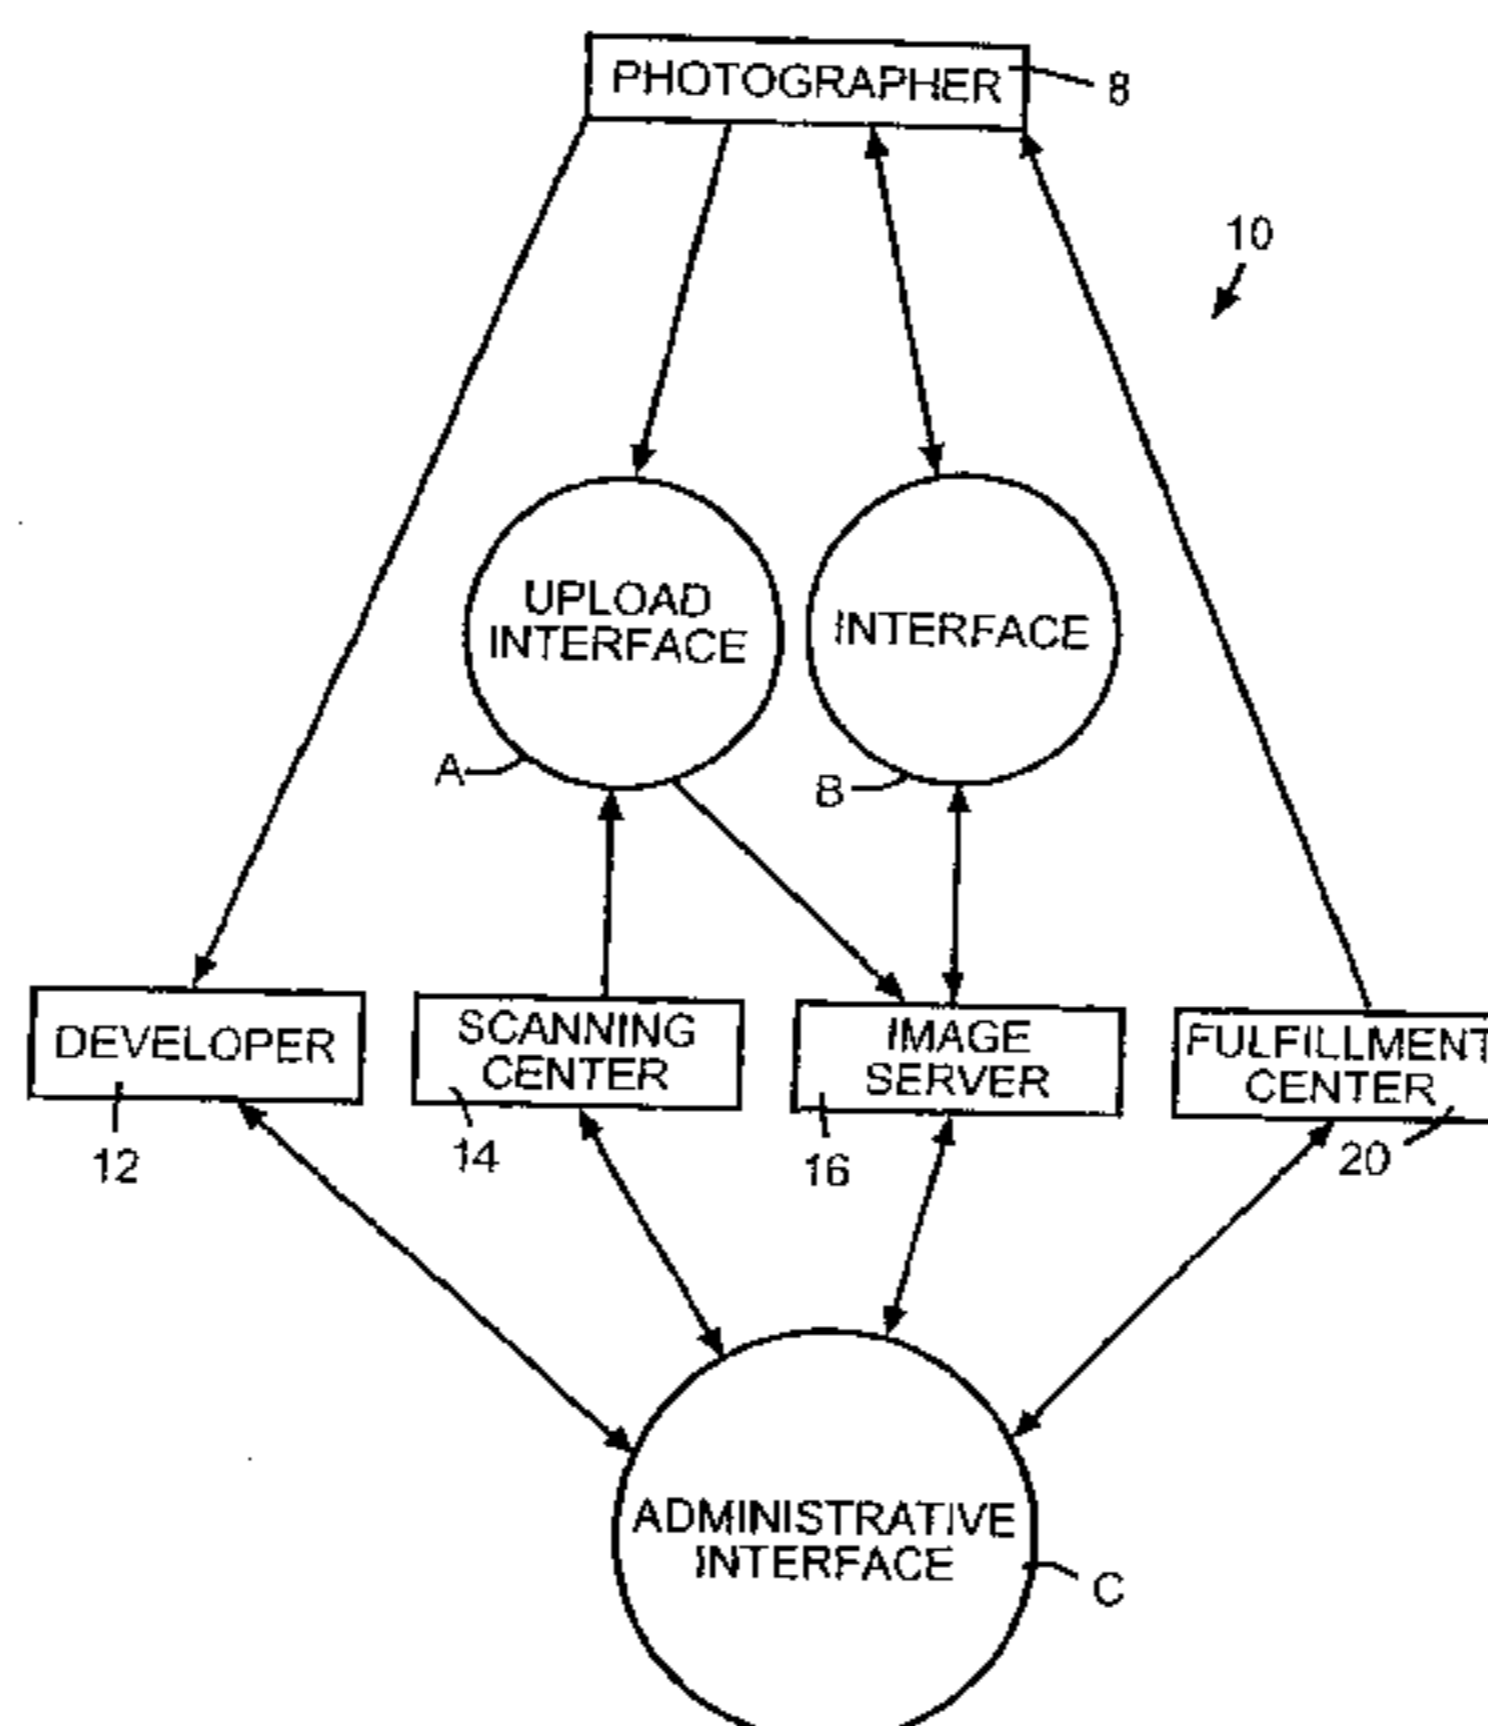 PHOTOGRAPHER
8
10
UPLOAD
INTERFACE
INTERFACE
A
B
DEVELOPER
SCANNING
CENTER
IMAGE
SERVER
FULFILLMENT
CENTER
12
14
16
20
ADMINISTRATIVE
INTERFACE
C